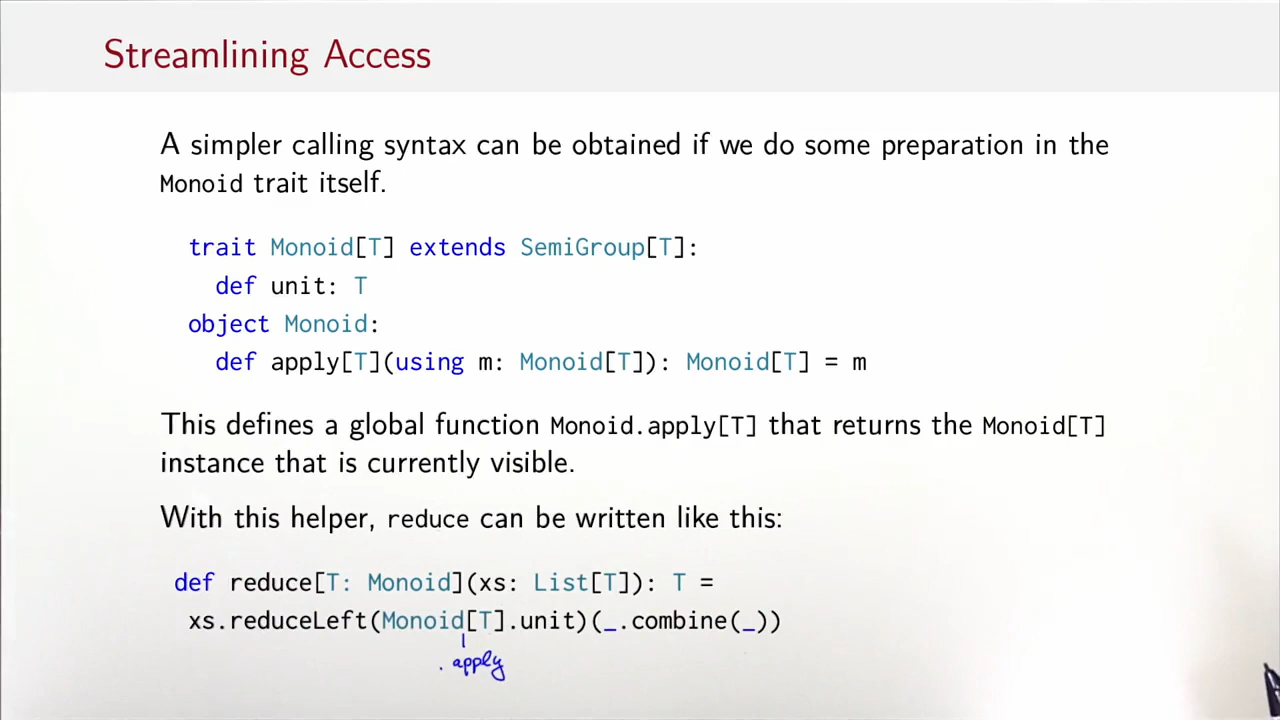 Streamlining Access
A simpler calling syntax can be obtained if we do some preparation in the
Monoid trait itself.
trait Monoid[T] extends SemiGroup[T]:
def unit: T
object Monoid:
def apply[T](using m: Monoid[T]): Monoid[T] = m
This defines a global function Monoid.apply[T] that returns the Monoid[T]
instance that is currently visible.
With this helper, reduce can be written like this:
def reduce[T: Monoid](xs: List[T]): T =
xs.reduceLeft(Monoid[T].unit)(_.combine(_))
. apply